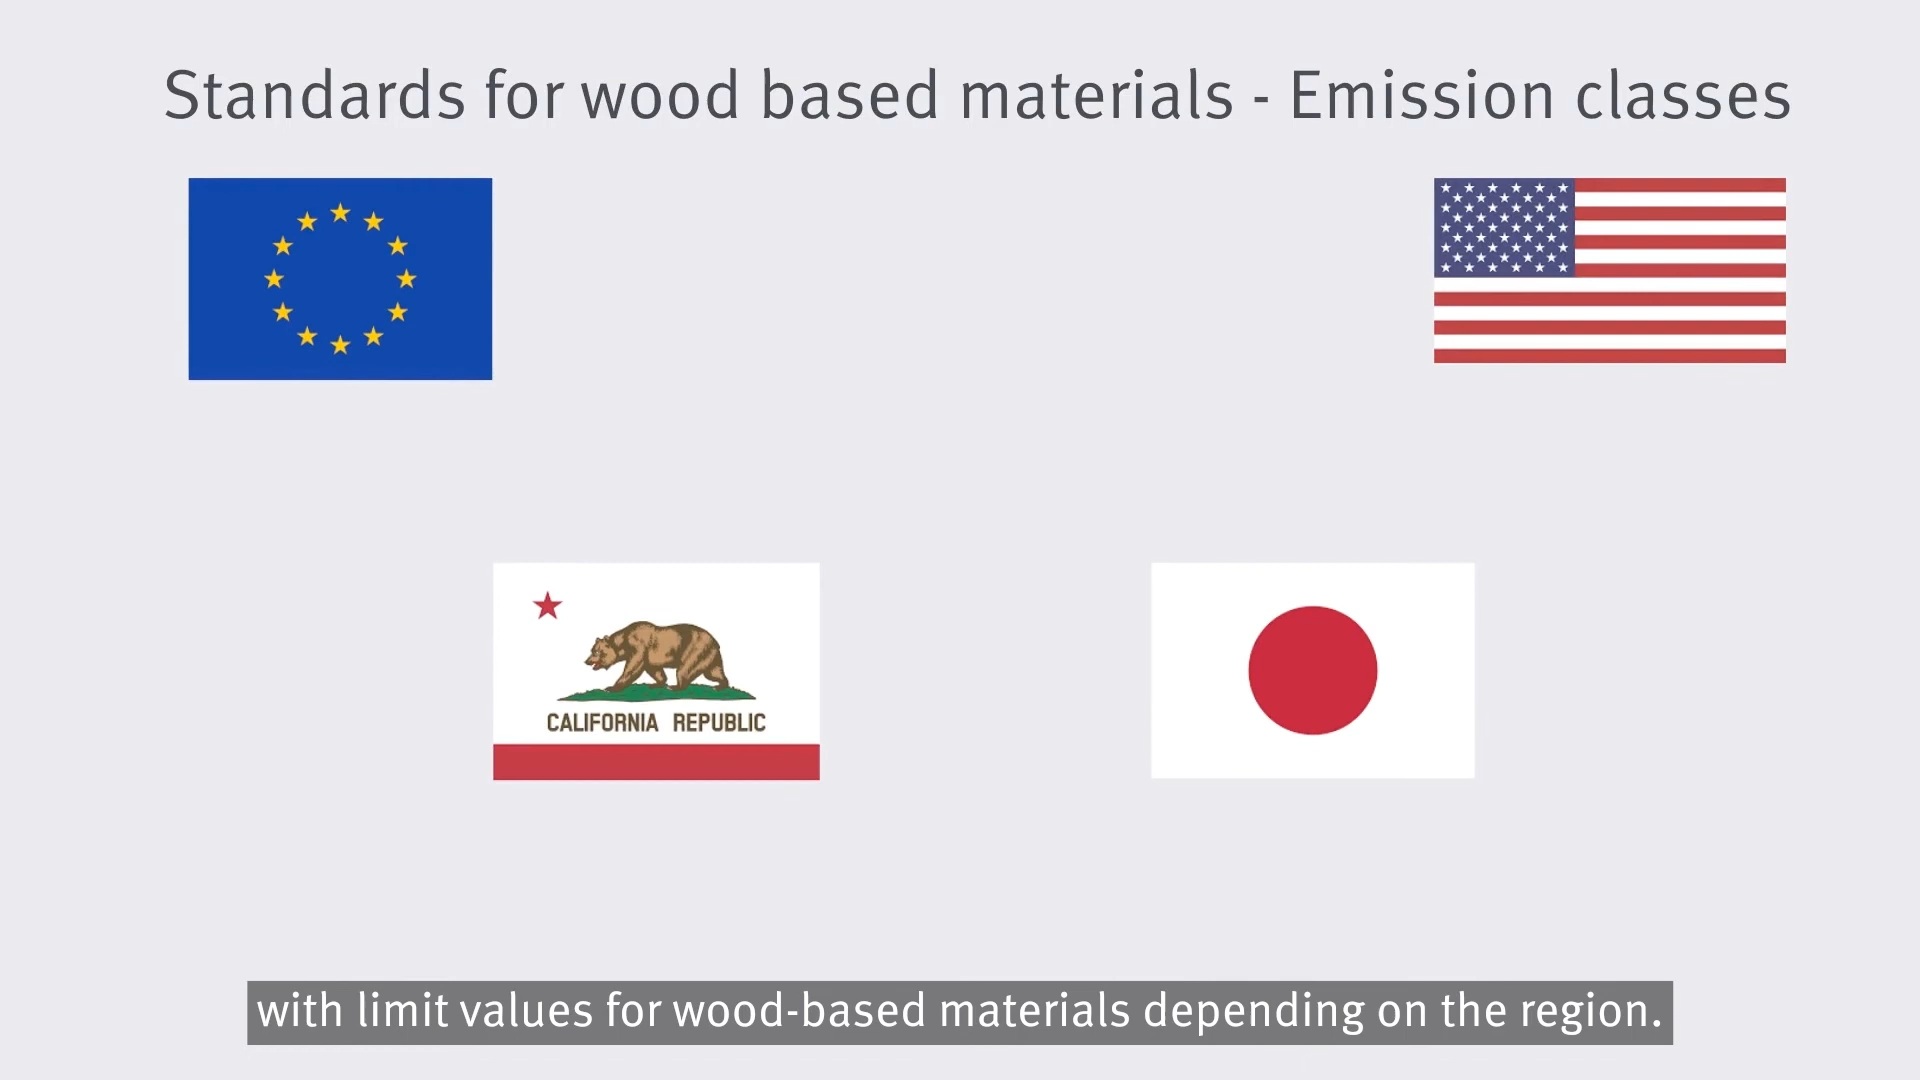 Standards for wood based materials - Emission classes
CALIFORNIA REPUBLIC
with limit values for wood-based materials depending on the region.